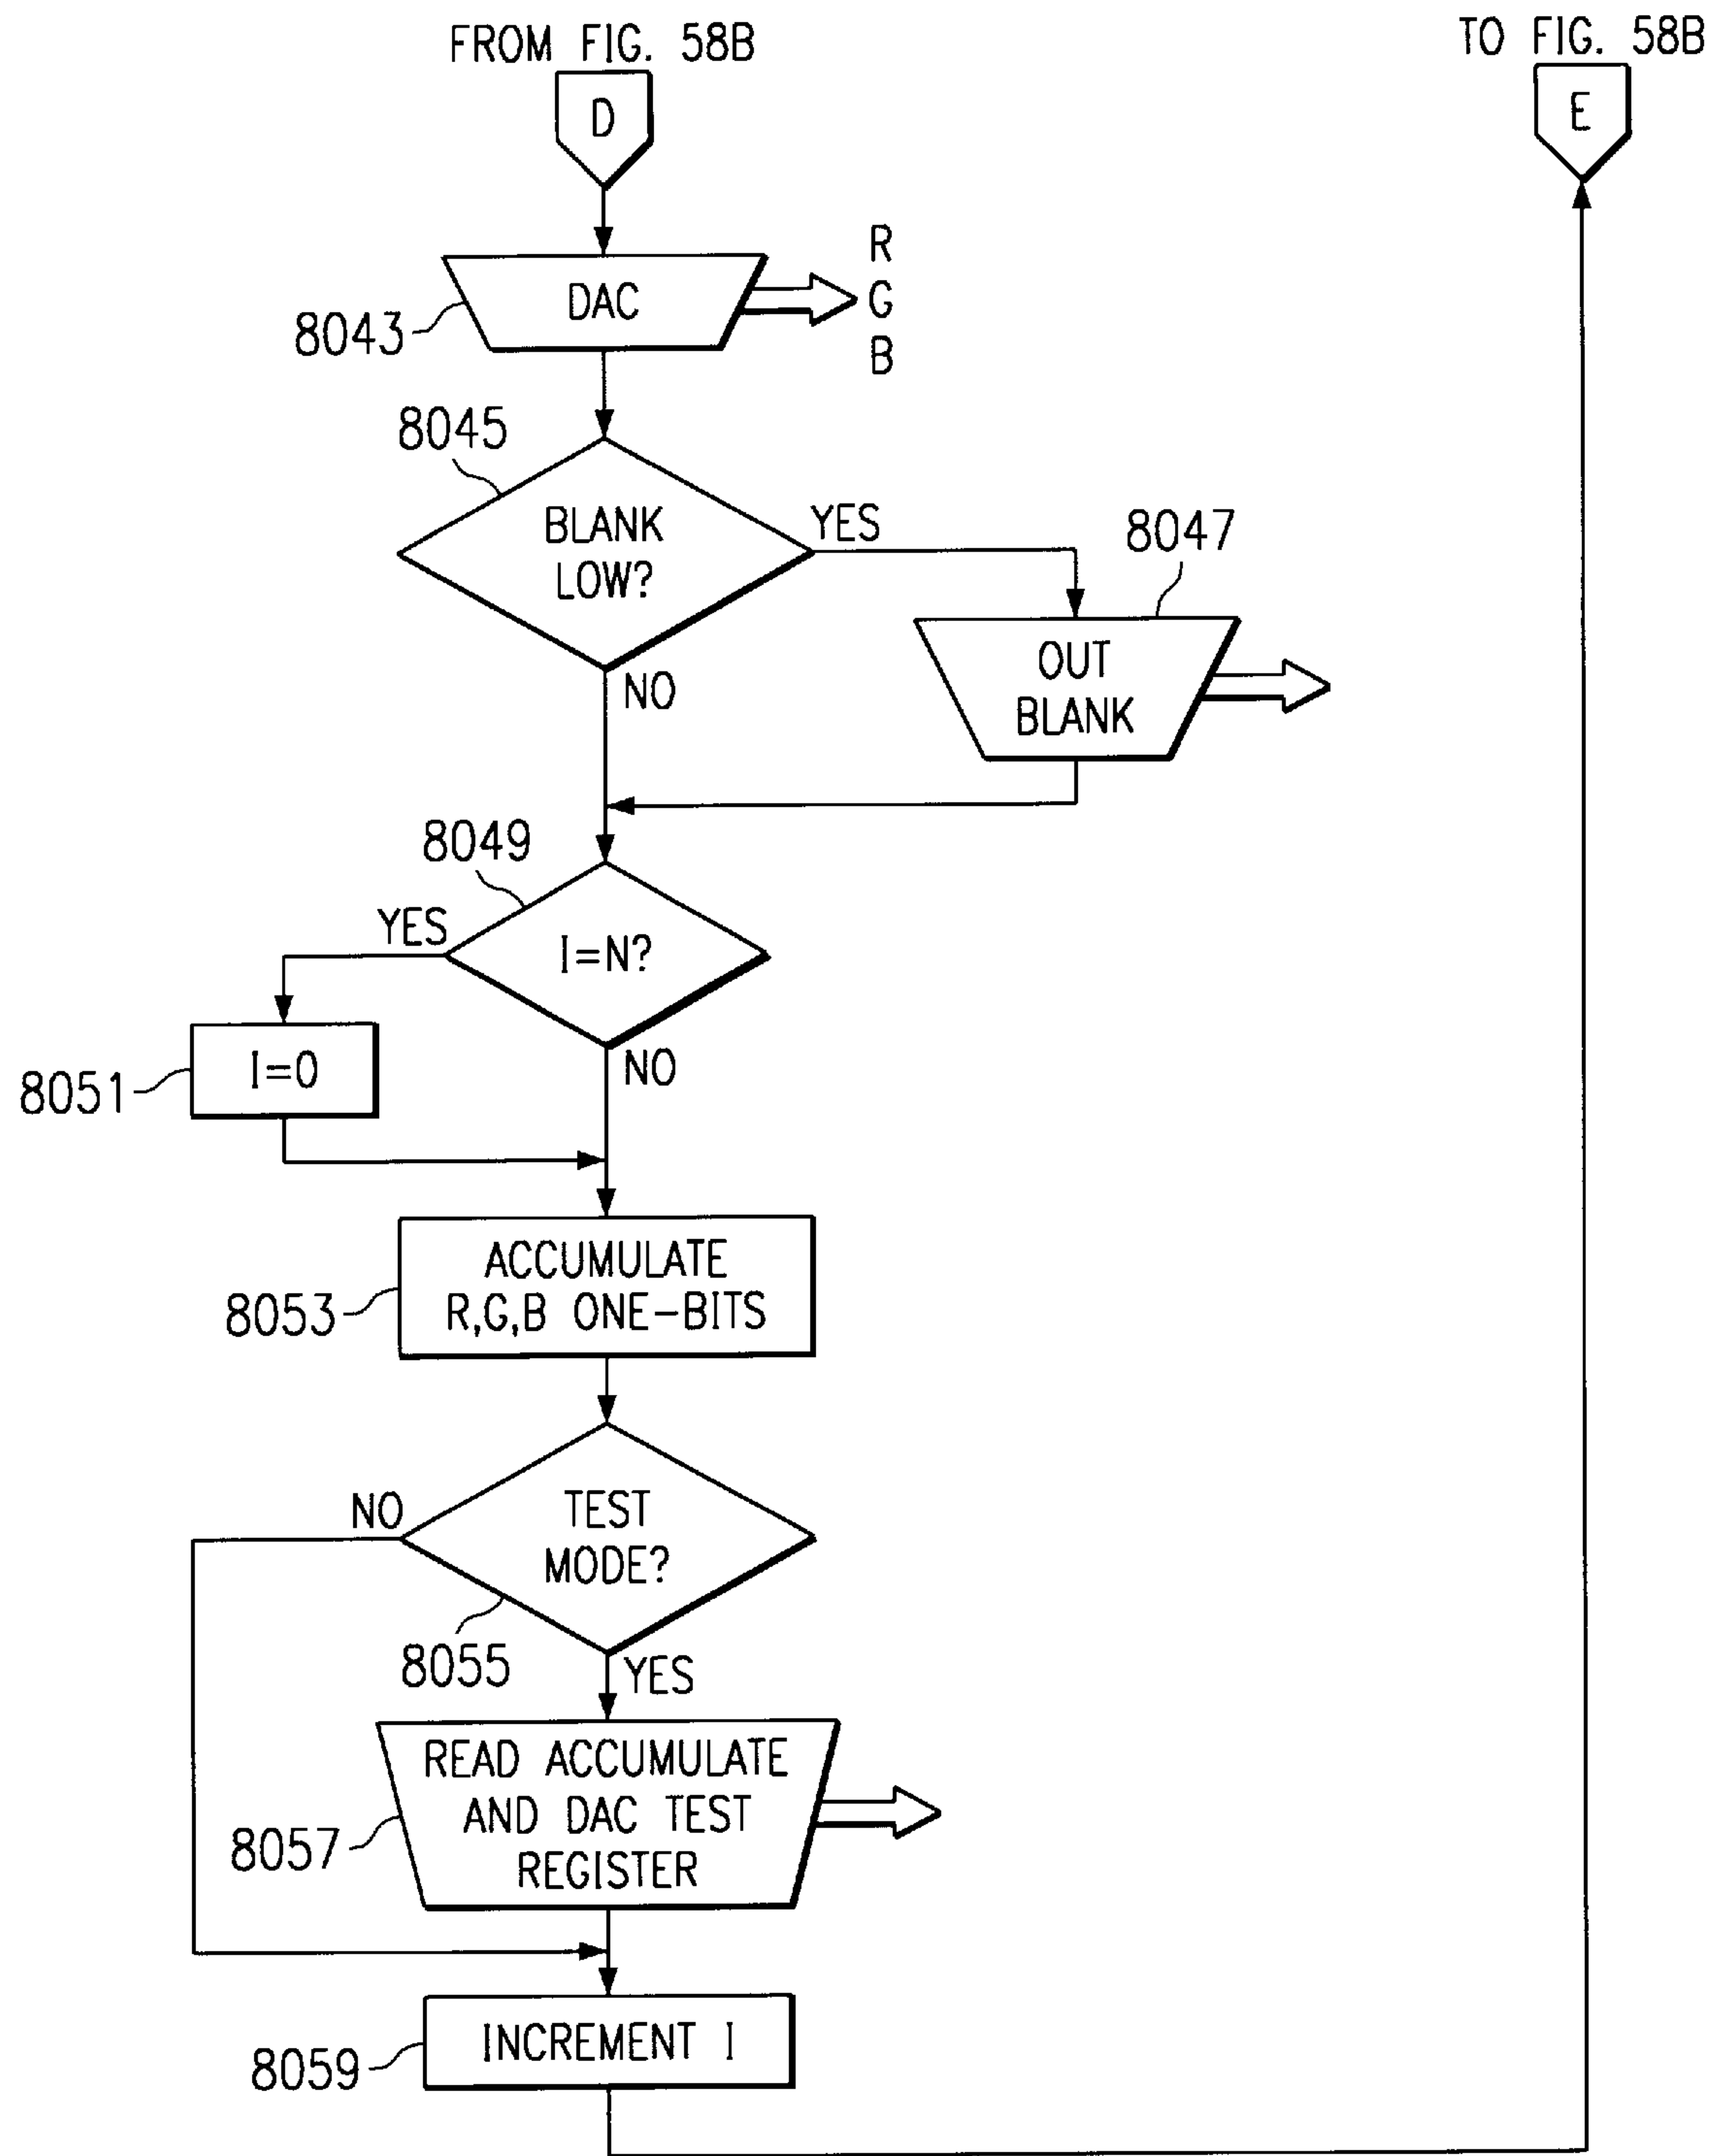 FROM FIG. 58B
TO FIG. 58B
D
E
DAC
R
G
B
8043
8045
BLANK
LOW?
YES
8047
OUT
BLANK
NO
8049
YES
I=N?
I=0
8051
NO
ACCUMULATE
R,G,B ONE-BITS
8053
NO
TEST
MODE?
8055
YES
READ ACCUMULATE
AND DAC TEST
REGISTER
8057
INCREMENT I
8059